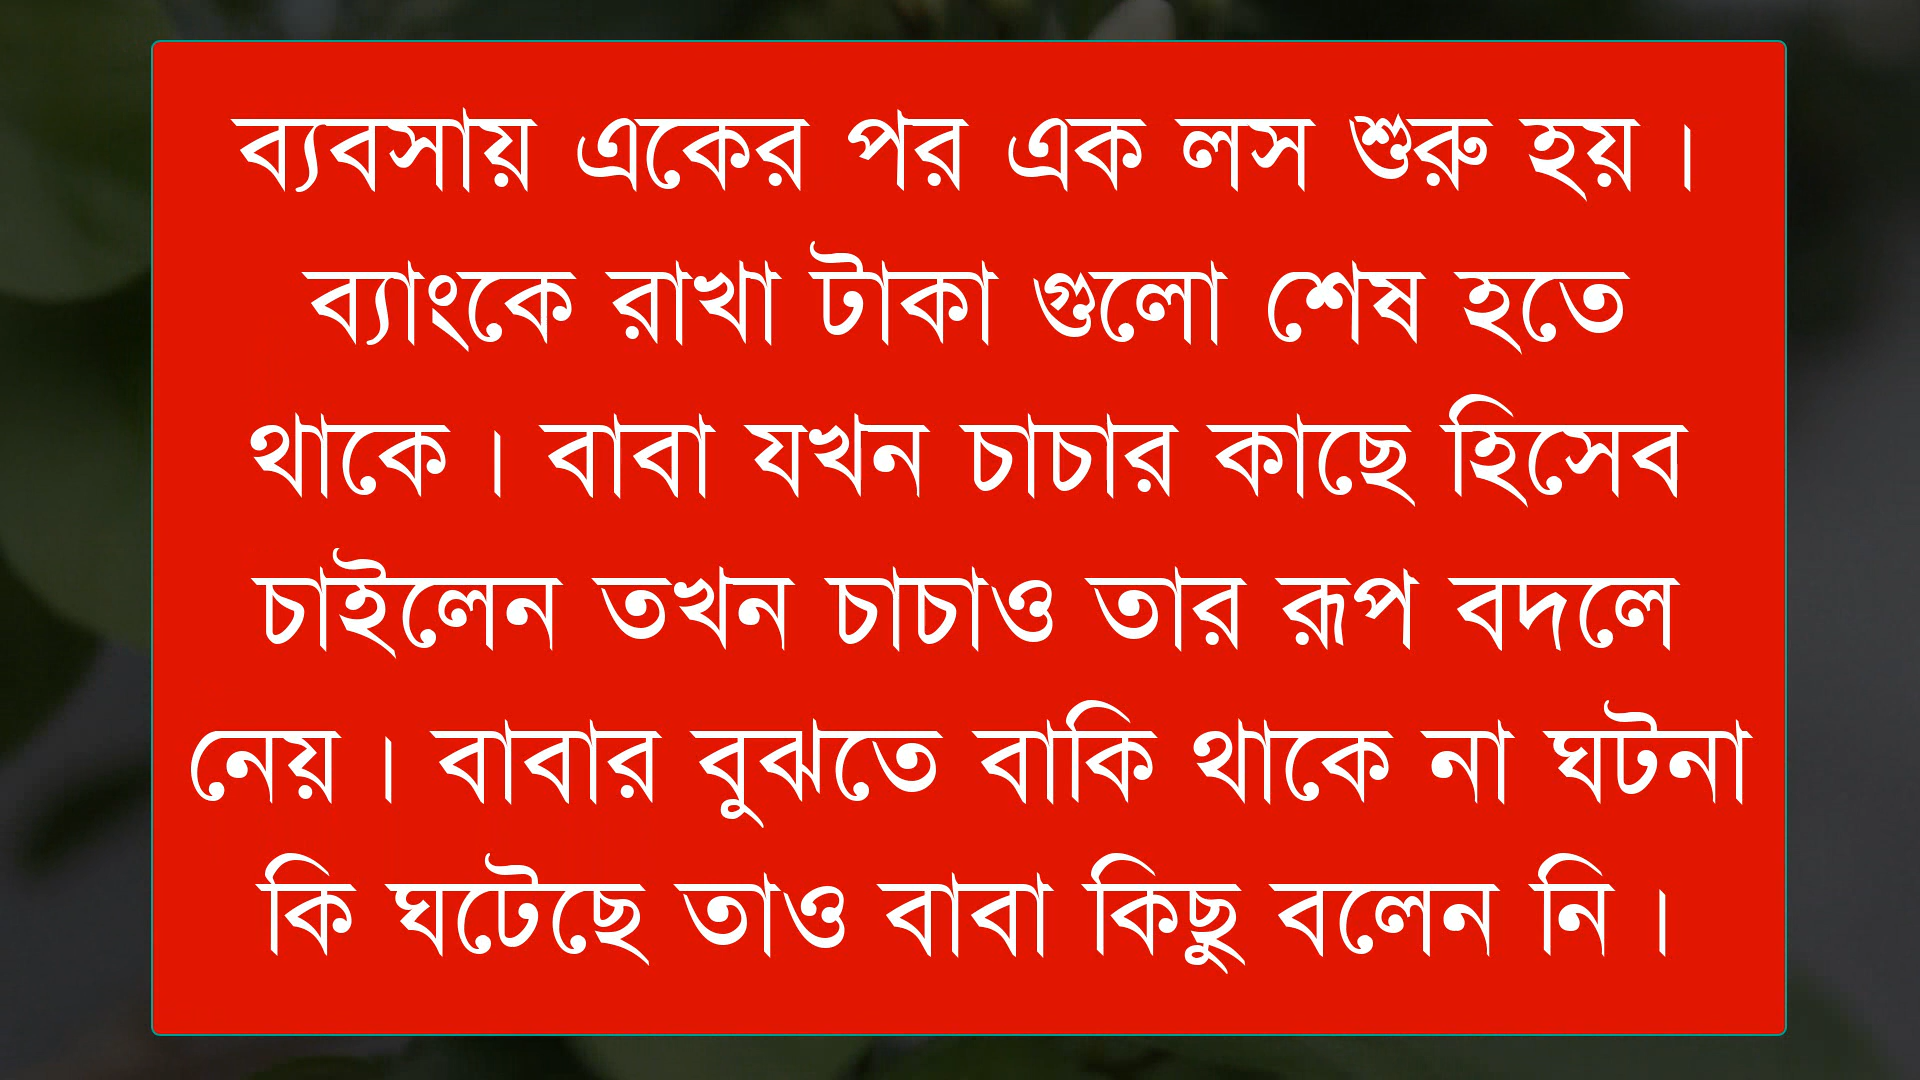 ব্যবসায় একের পর এক লস শুরু হয় ।
ব্যাংকে রাখা টাকা গুলো শেষ হতে
থাকে । বাবা যখন চাচার কাছে হিসেব
চাইলেন তখন চাচাও তার রূপ বদলে
নেয় । বাবার বুঝতে বাকি থাকে না ঘটনা
কি ঘটেছে তাও বাবা কিছু বলেন নি ।